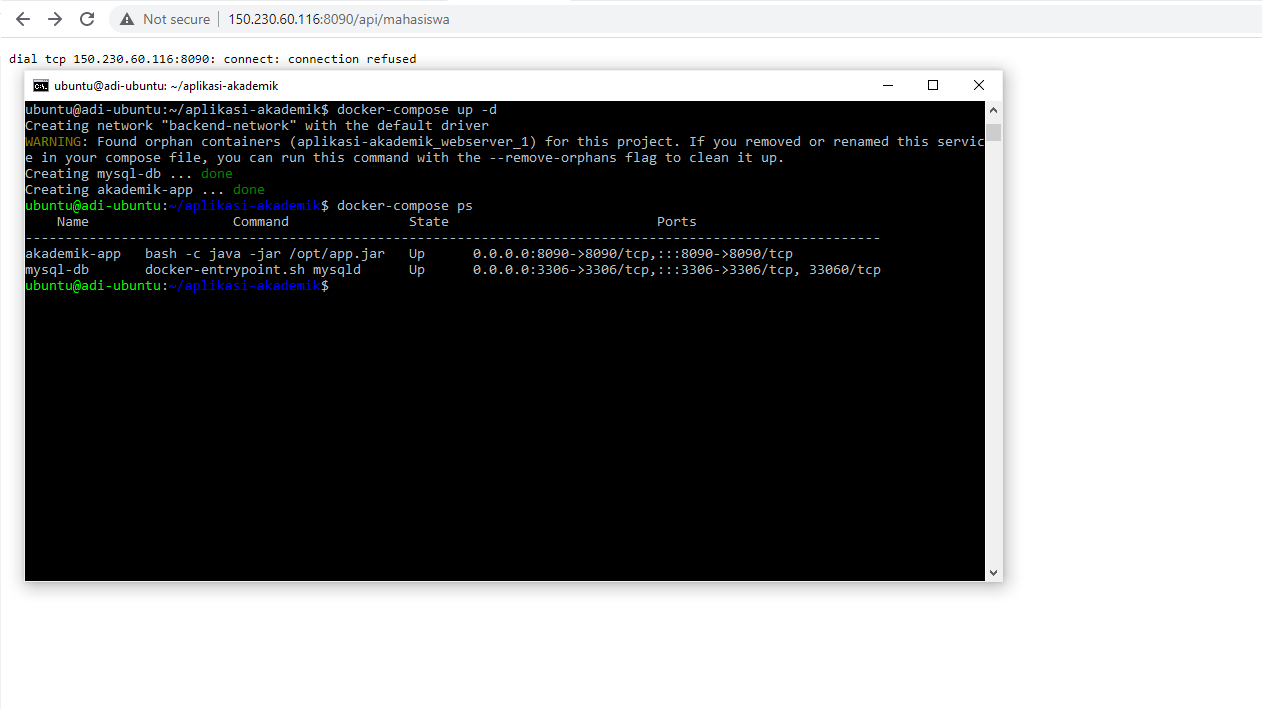 Not secure | 150.230.60.116:8090/api/mahasiswa
dial tcp 150.230.60.116:8090: connect: connection refused
ubuntu@adi-ubuntu: ~/aplikasi-akademik
ubuntu@adi-ubuntu:~/aplikasi-akademik$ docker-compose up -d
Creating network "backend-network" with the default driver
WARNING: Found orphan containers (aplikasi-akademik_webserver_1) for this project. If you removed or renamed this servic
e in your compose file, you can run this command with the --remove-orphans flag to clean it up.
Creating mysql-db ... done
Creating akademik-app ... done
ubuntu@adi-ubuntu:~/aplikasi-akademik$ docker-compose ps
Name Command State Ports
---------------------------------------------------------------------------------------------------------
akademik-app bash -c java -jar /opt/app.jar Up 0.0.0.0:8090->8090/tcp,:::8090->8090/tcp
mysql-db docker-entrypoint.sh mysqld Up 0.0.0.0:3306->3306/tcp,:::3306->3306/tcp, 33060/tcp
ubuntu@adi-ubuntu:~/aplikasi-akademik$